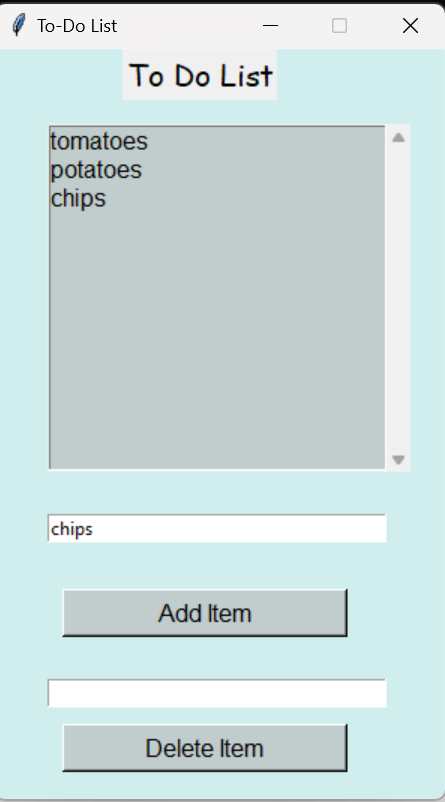 To-Do List
To Do List
tomatoes
potatoes
chips
chips
Add Item
Delete Item